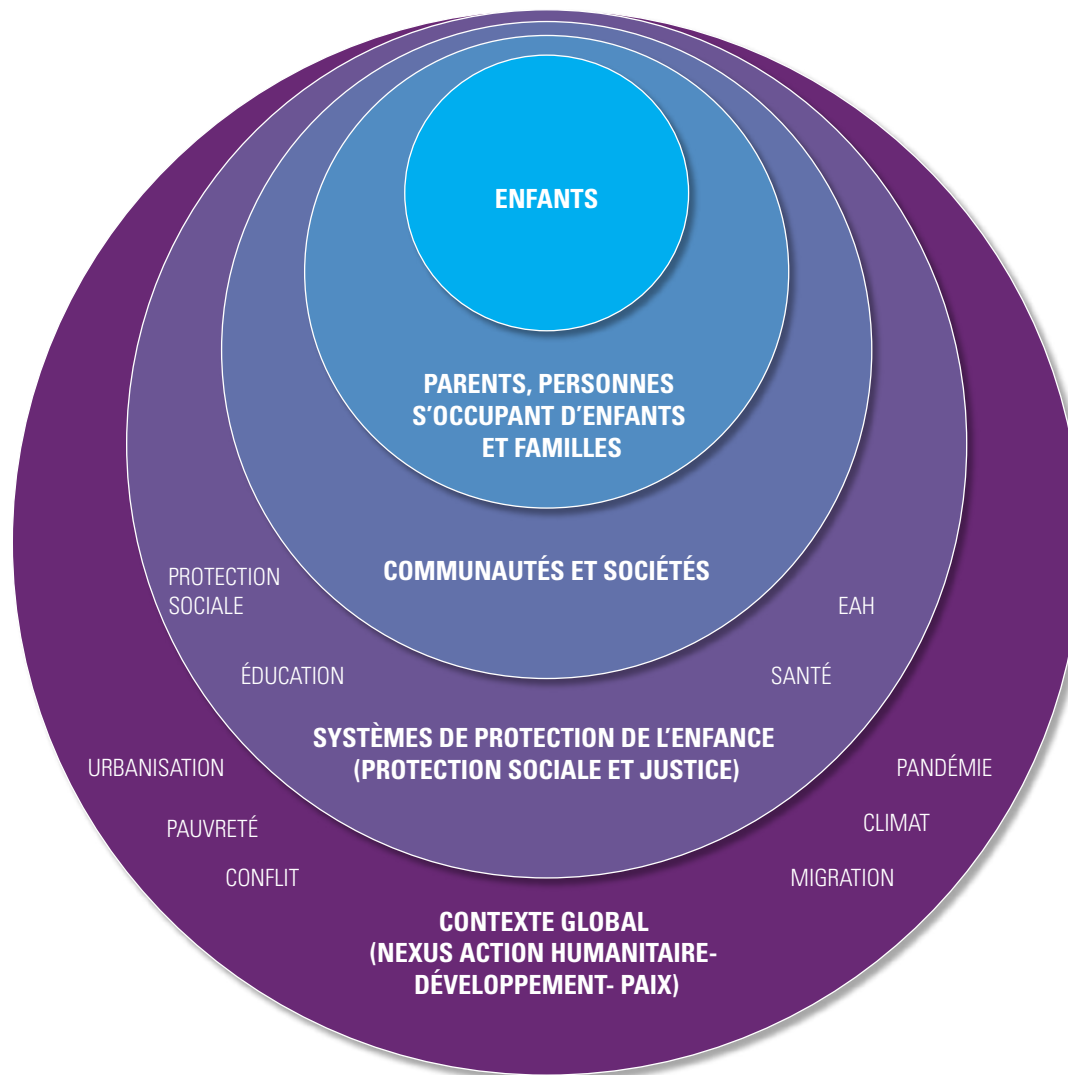 ENFANTS
PARENTS, PERSONNES
S’OCCUPANT D’ENFANTS
ET FAMILLES
COMMUNAUTÉS ET SOCIÉTÉS
PROTECTION
SOCIALE
EAH
ÉDUCATION
SANTÉ
SYSTÈMES DE PROTECTION DE L’ENFANCE
(PROTECTION SOCIALE ET JUSTICE)
URBANISATION
PANDÉMIE
PAUVRETÉ
CLIMAT
CONFLIT
MIGRATION
CONTEXTE GLOBAL
(NEXUS ACTION HUMANITAIRE-
DÉVELOPPEMENT- PAIX)